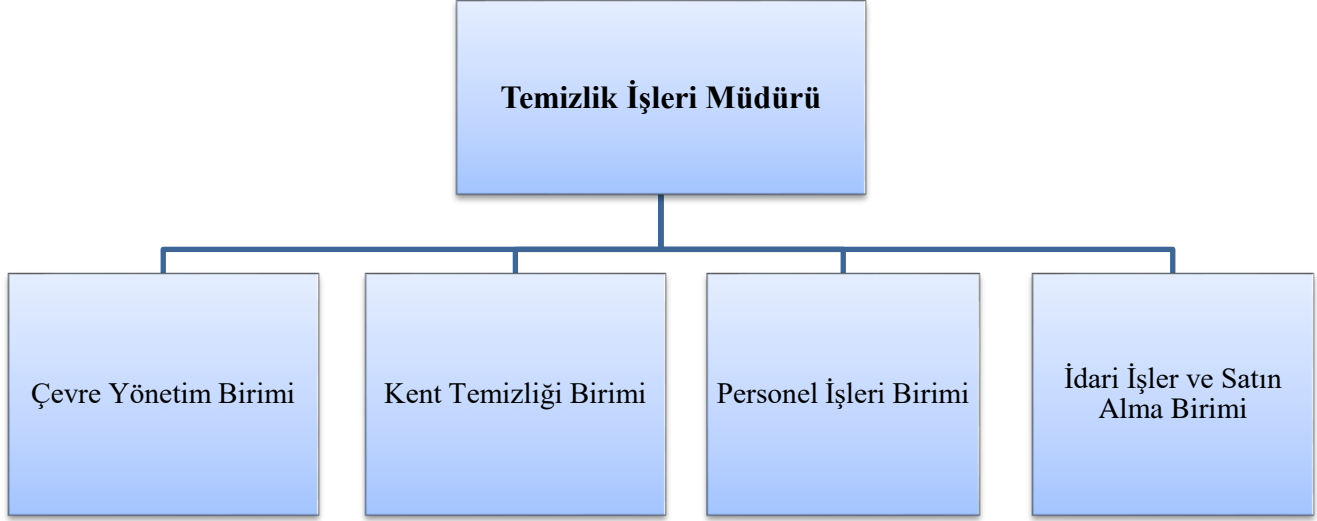 Temizlik İşleri Müdürü
Çevre Yönetim Birimi
Kent Temizliği Birimi
Personel İşleri Birimi
İdari İşler ve Satın
Alma Birimi